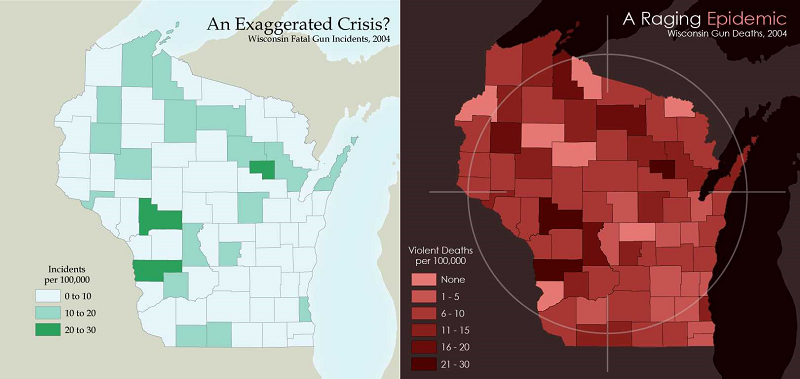 An Exaggerated Crisis?
Wisconsin Fatal Gun Incidents, 2004
Incidents
per 100,000
0 to 10
10 to 20
20 to 30
A Raging Epidemic
Wisconsin Gun Deaths, 2004
Violent Deaths
per 100,000
None
1 - 5
6 - 10
11 - 15
16 - 20
21 - 30